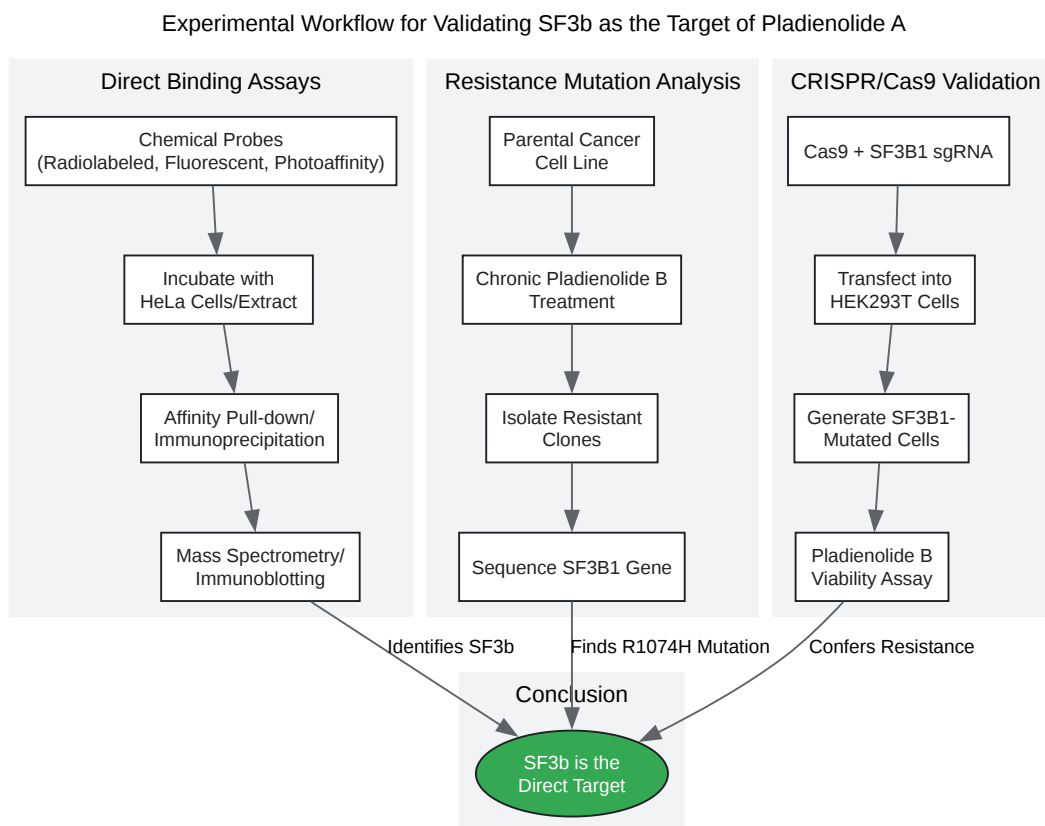 Experimental Workflow for Validating SF3b as the Target of Pladienolide A
Direct Binding Assays
Chemical Probes
(Radiolabeled, Fluorescent, Photoaffinity)
Incubate with
HeLa Cells/Extract
Affinity Pull-down/
Immunoprecipitation
Mass Spectrometry/
Immunoblotting
Identifies SF3b
Resistance Mutation Analysis
Parental Cancer
Cell Line
Chronic Pladienolide B
Treatment
Isolate Resistant
Clones
Sequence SF3B1 Gene
Finds R1074H Mutation
CRISPR/Cas9 Validation
Cas9 + SF3B1 sgRNA
Transfect into
HEK293T Cells
Generate SF3B1-
Mutated Cells
Pladienolide B
Viability Assay
Confers Resistance
Conclusion
SF3b is the
Direct Target